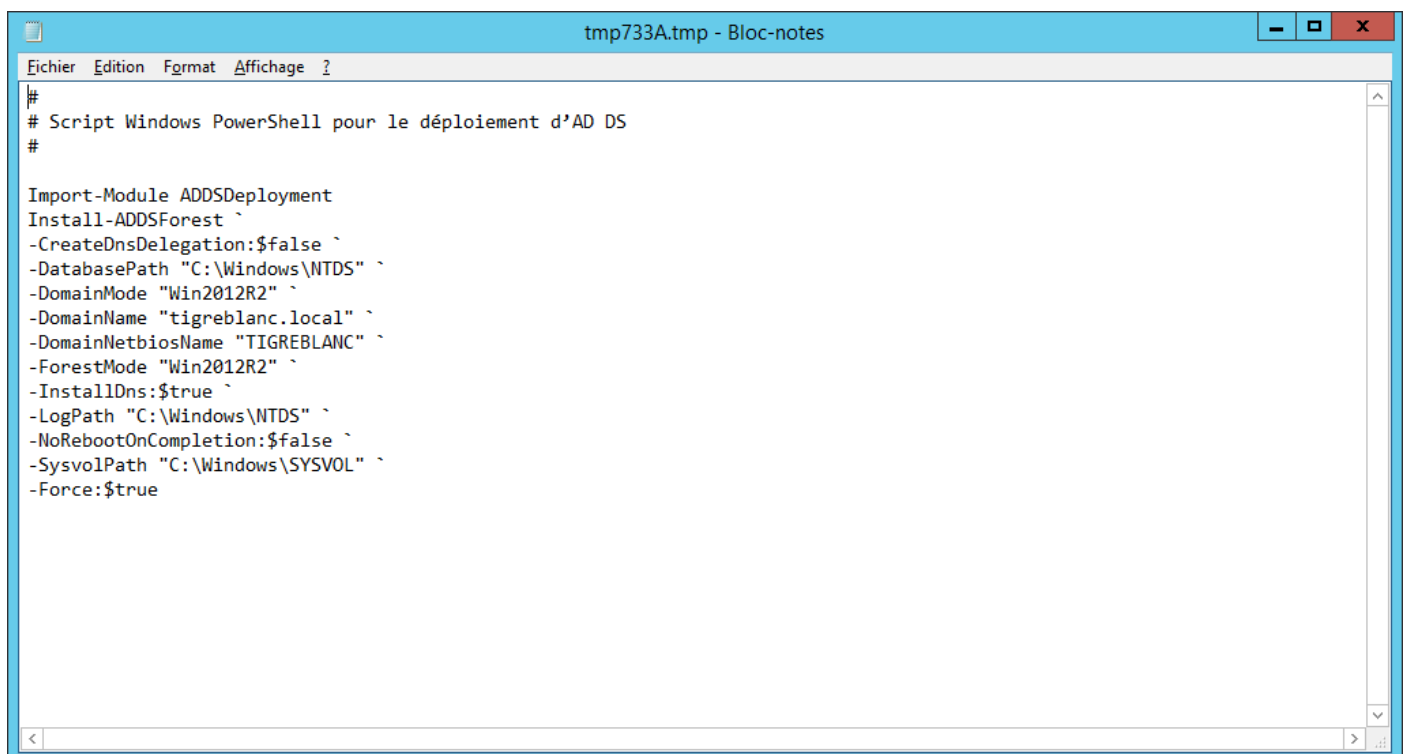 tmp733A.tmp - Bloc-notes
Fichier Edition Format Affichage ?
#
# Script Windows PowerShell pour le déploiement d’AD DS
#
Import-Module ADDSDeployment
Install-ADDSForest `
-CreateDnsDelegation:$false `
-DatabasePath "C:\Windows\NTDS" `
-DomainMode "Win2012R2" `
-DomainName "tigreblanc.local" `
-DomainNetbiosName "TIGREBLANC" `
-ForestMode "Win2012R2" `
-InstallDns:$true `
-LogPath "C:\Windows\NTDS" `
-NoRebootOnCompletion:$false `
-SysvolPath "C:\Windows\SYSVOL" `
-Force:$true